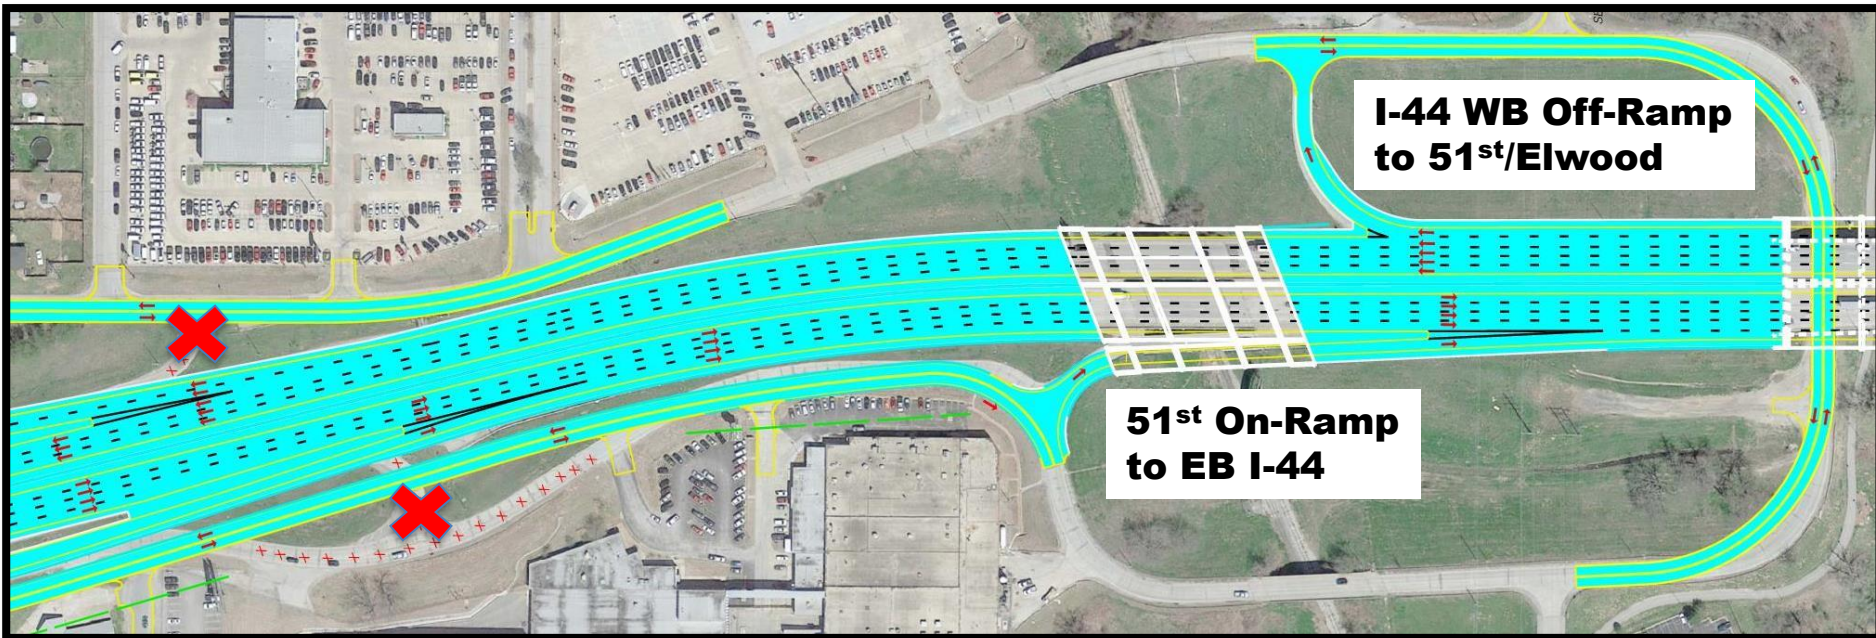 I-44 WB Off-Ramp
to 51st/Elwood
51st On-Ramp
to EB I-44